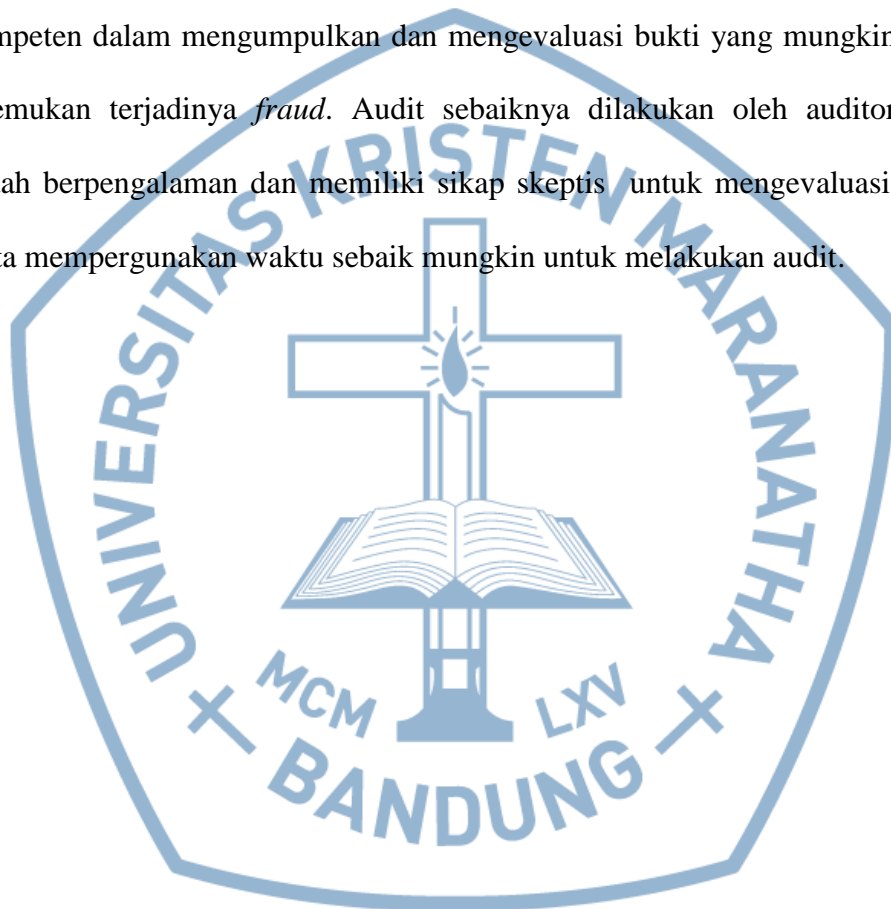 mpeten dalam mengumpulkan dan mengevaluasi bukti yang mungkin
emukan terjadinya fraud. Audit sebaiknya dilakukan oleh auditor
ah berpengalaman dan memiliki sikap skeptis untuk mengevaluasi
ta mempergunakan waktu sebaik mungkin untuk melakukan audit.
UNIVERSITAS KRISTEN MARANATHA
MCM LXV
BANDUNG